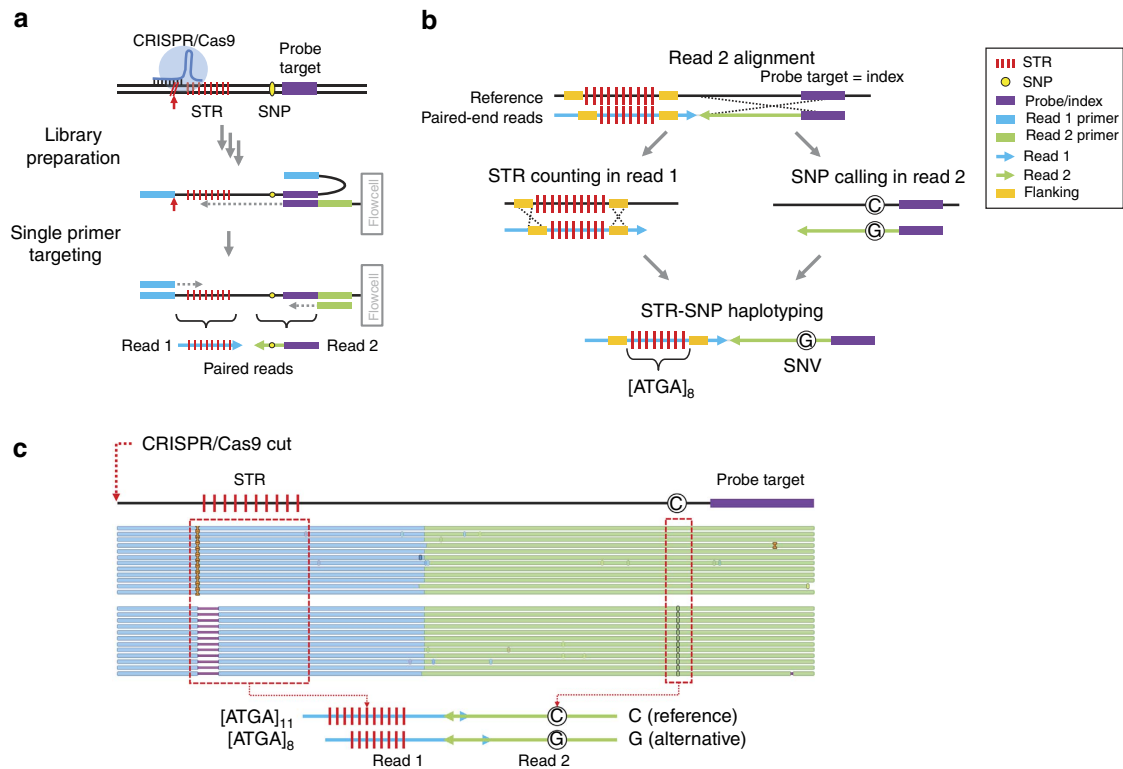 a
CRISPR/Cas9
Probe
target
STR
SNP
Library
preparation
Flowcell
Single primer
targeting
Flowcell
Read 1
Read 2
Paired reads
b
Read 2 alignment
Probe target = index
Reference
Paired-end reads
STR counting in read 1
SNP calling in read 2
C
G
STR-SNP haplotyping
G
SNV
[ATGA]8
STR
SNP
Probe/index
Read 1 primer
Read 2 primer
Read 1
Read 2
Flanking
c
CRISPR/Cas9 cut
STR
Probe target
C
[ATGA]11
C
C (reference)
[ATGA]8
G
G (alternative)
Read 1
Read 2